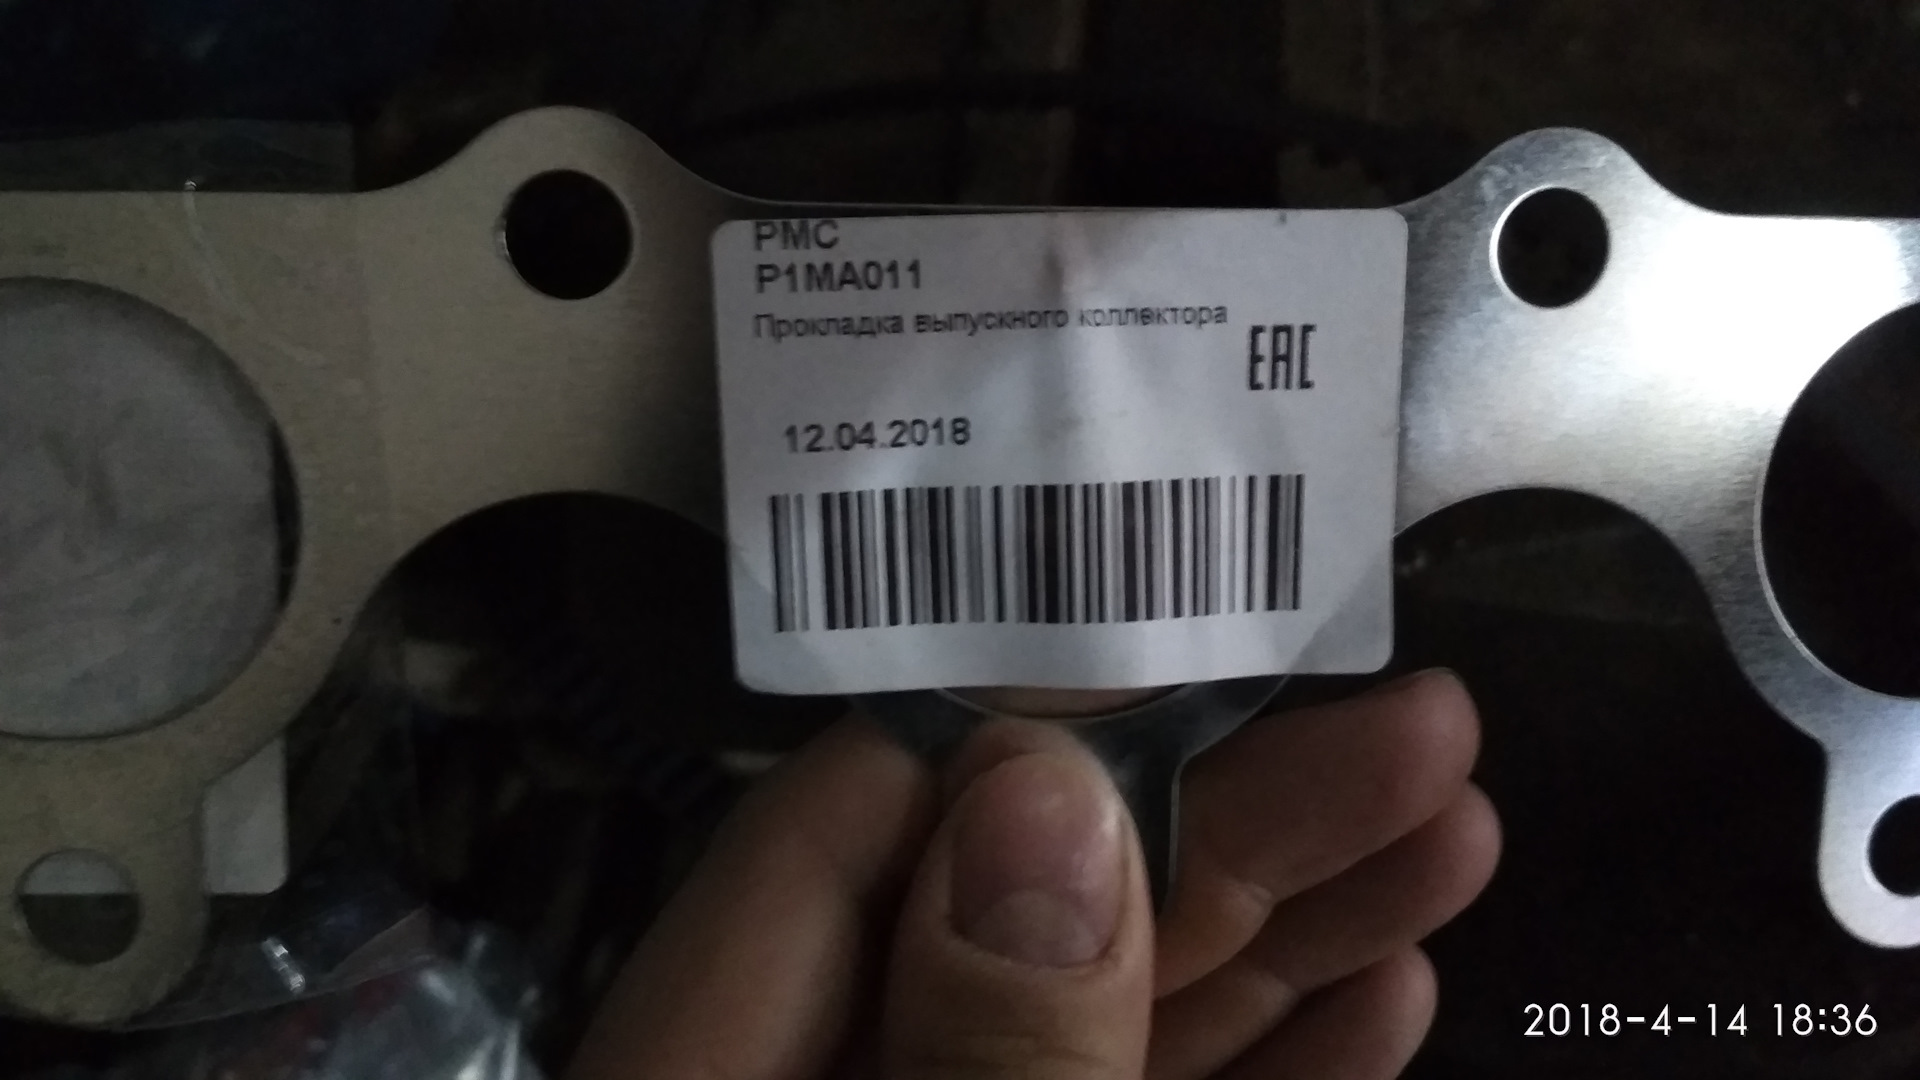 PMC
P1MA011
Прокладка выпускного коллектора
EAC
12.04.2018
2018-4-14 18:36